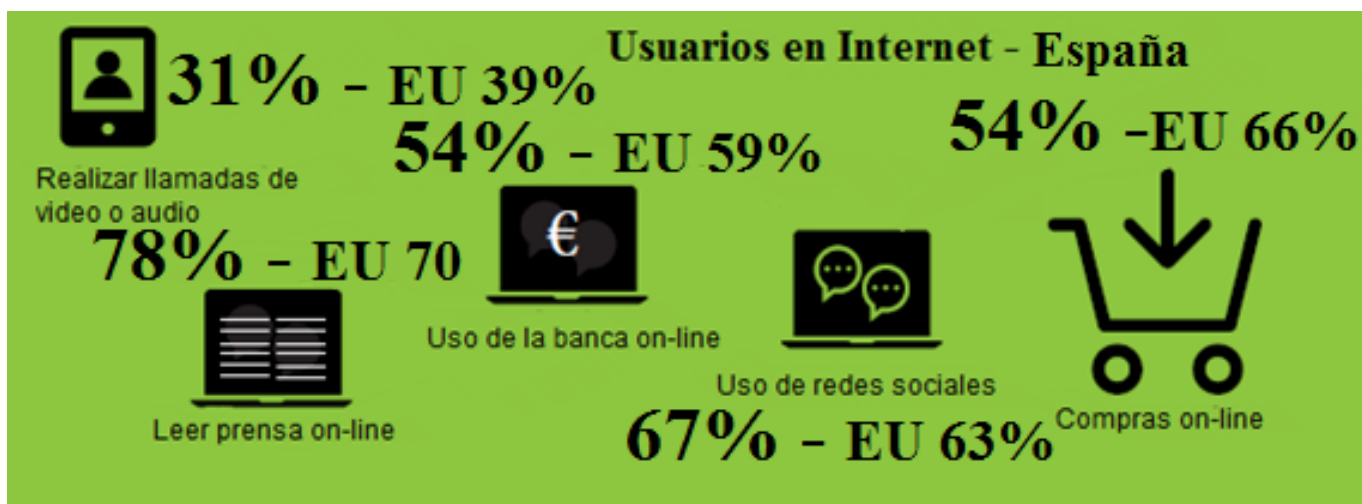 Usuarios en Internet - España
31% - EU 39%
Realizar llamadas de
video o audio
54% - EU 59%
€
Uso de la banca on-line
54% -EU 66%
Compras on-line
78% - EU 70
Leer prensa on-line
Uso de redes sociales
67% - EU 63%